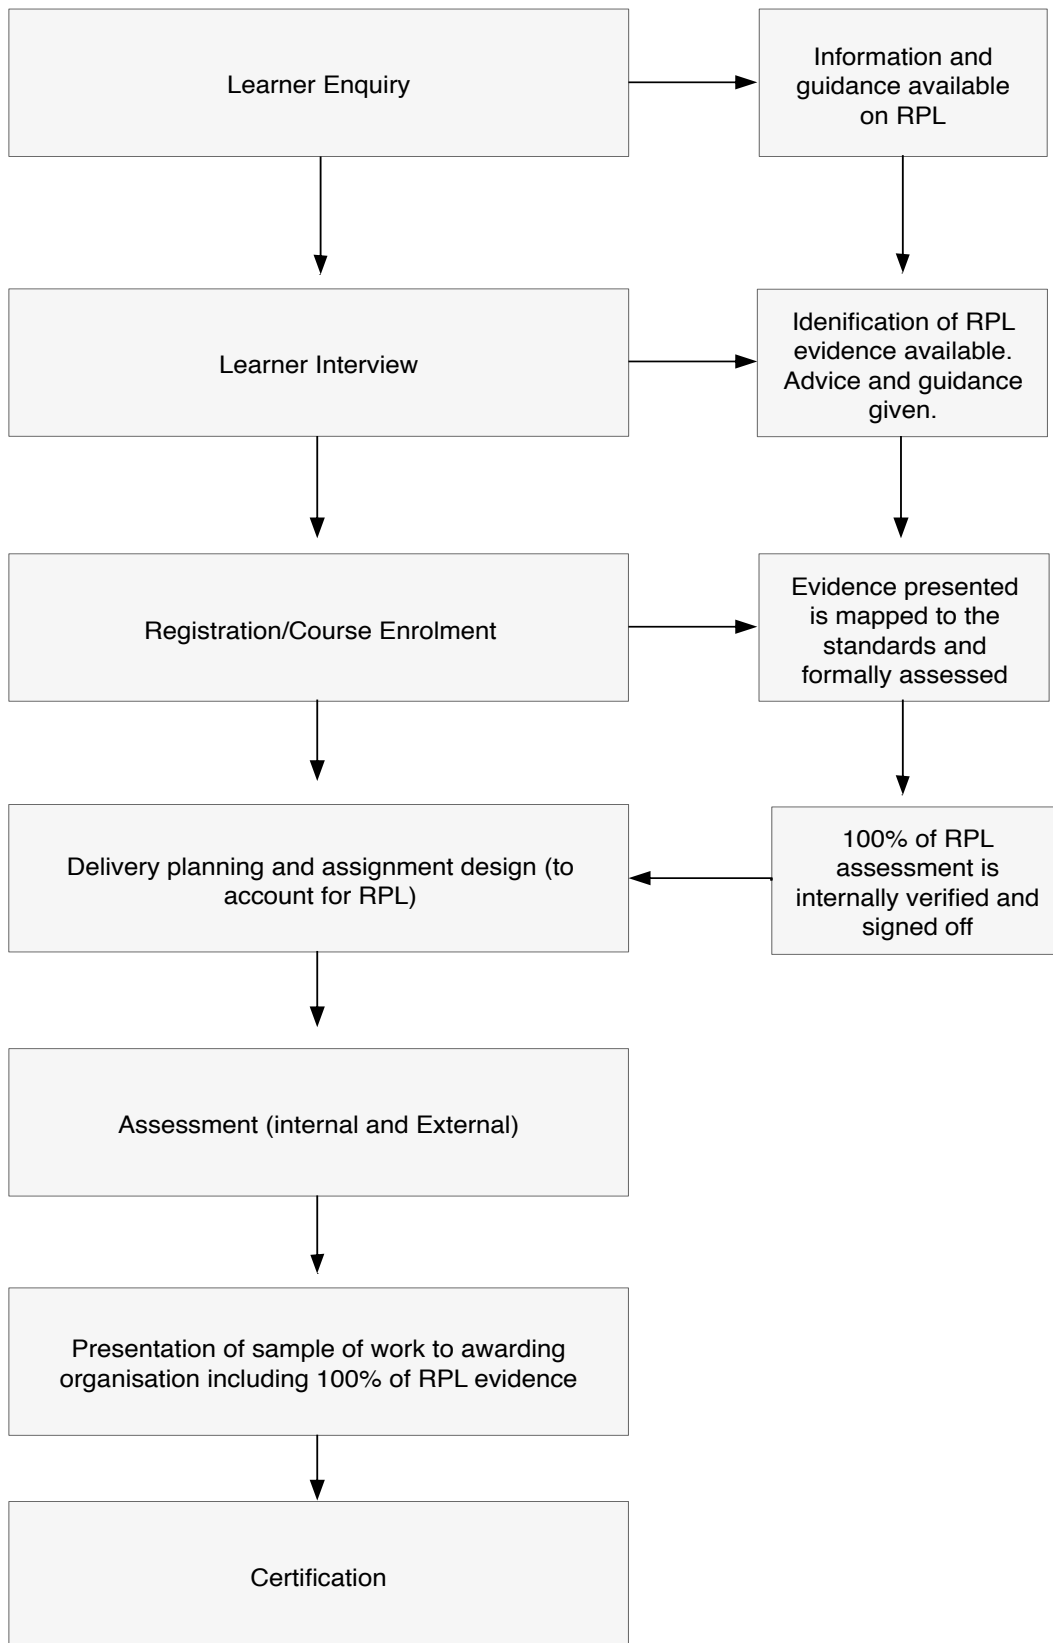 Learner Enquiry
Information and
guidance available
on RPL
Learner Interview
Idenification of RPL
evidence available.
Advice and guidance
given.
Registration/Course Enrolment
Evidence presented
is mapped to the
standards and
formally assessed
Delivery planning and assignment design (to
account for RPL)
100% of RPL
assessment is
internally verified and
signed off
Assessment (internal and External)
Presentation of sample of work to awarding
organisation including 100% of RPL evidence
Certification